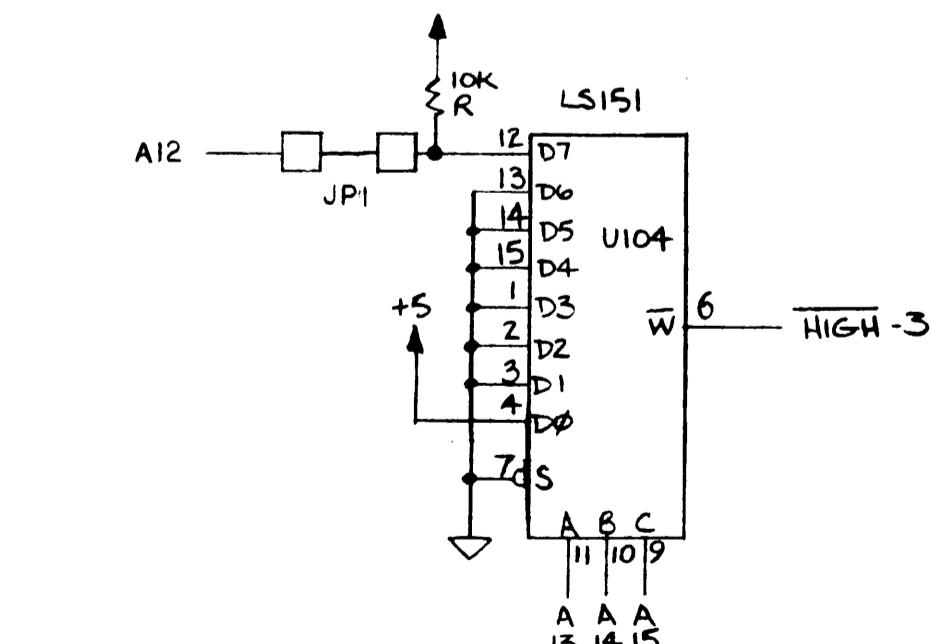 10K
R
LS151
A12
JP1
12 D7
13 D6
14 D5
15 D4
1 D3
2 D2
3 D1
4 D0
7 S
+5
U104
W 6
HIGH-3
A B C
11 10 9
A A A
13 14 15